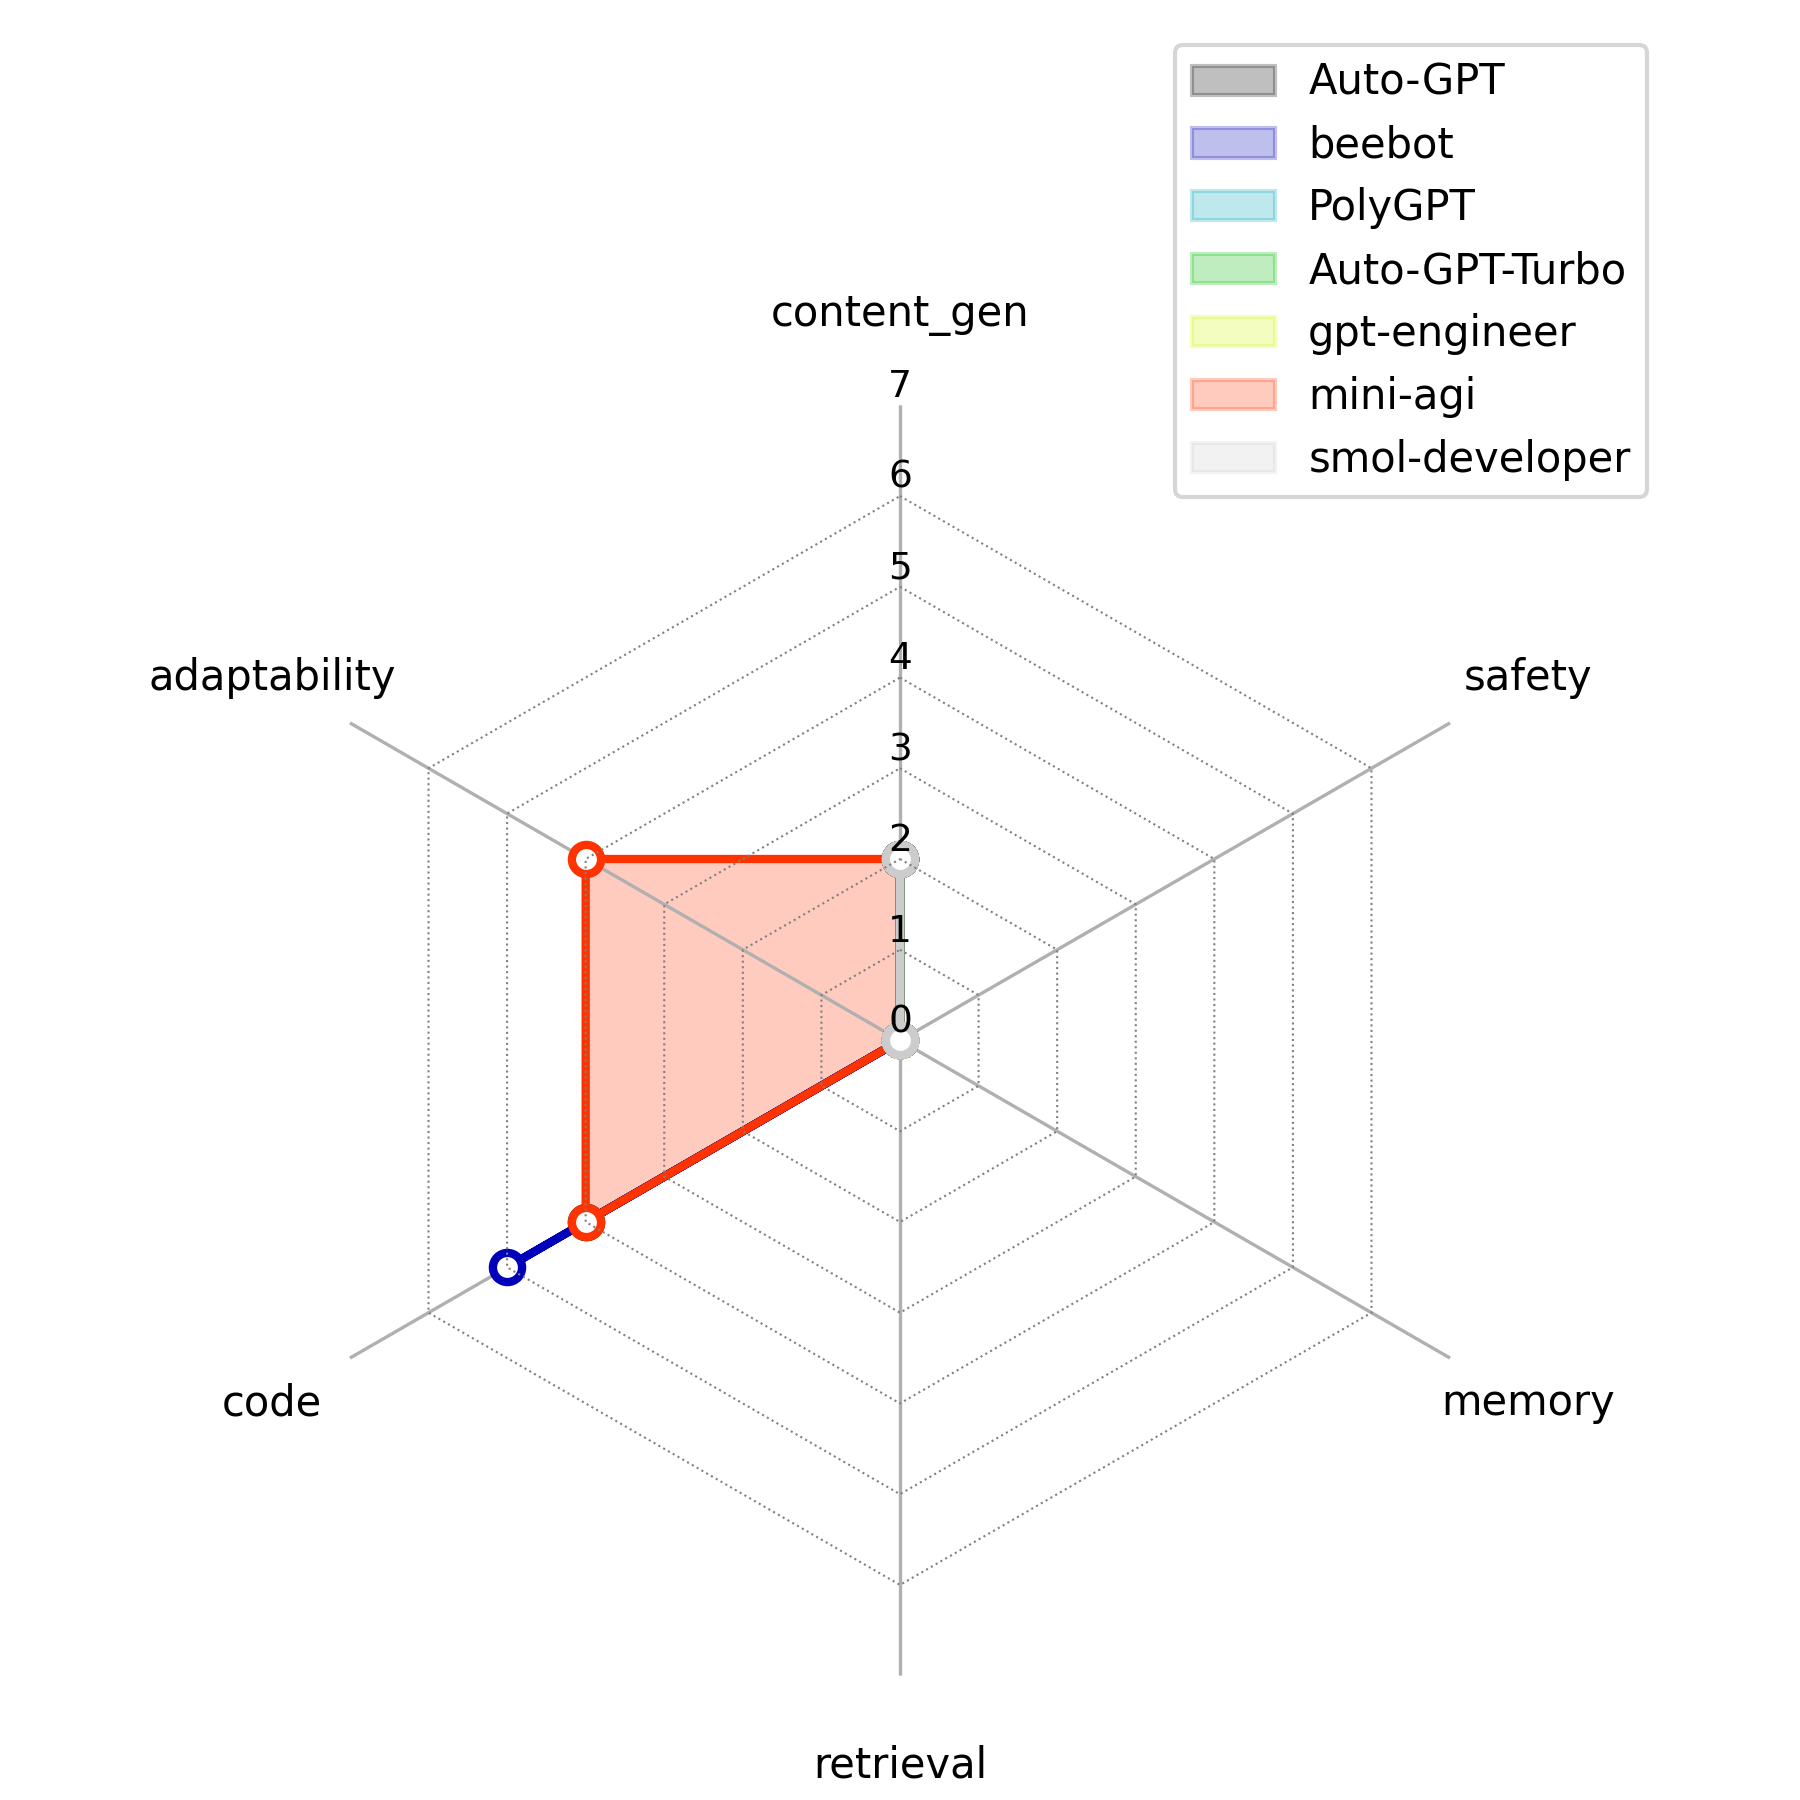 Auto-GPT
beebot
PolyGPT
Auto-GPT-Turbo
gpt-engineer
mini-agi
smol-developer
content_gen
7
6
5
4
3
2
1
0
adaptability
safety
code
memory
retrieval